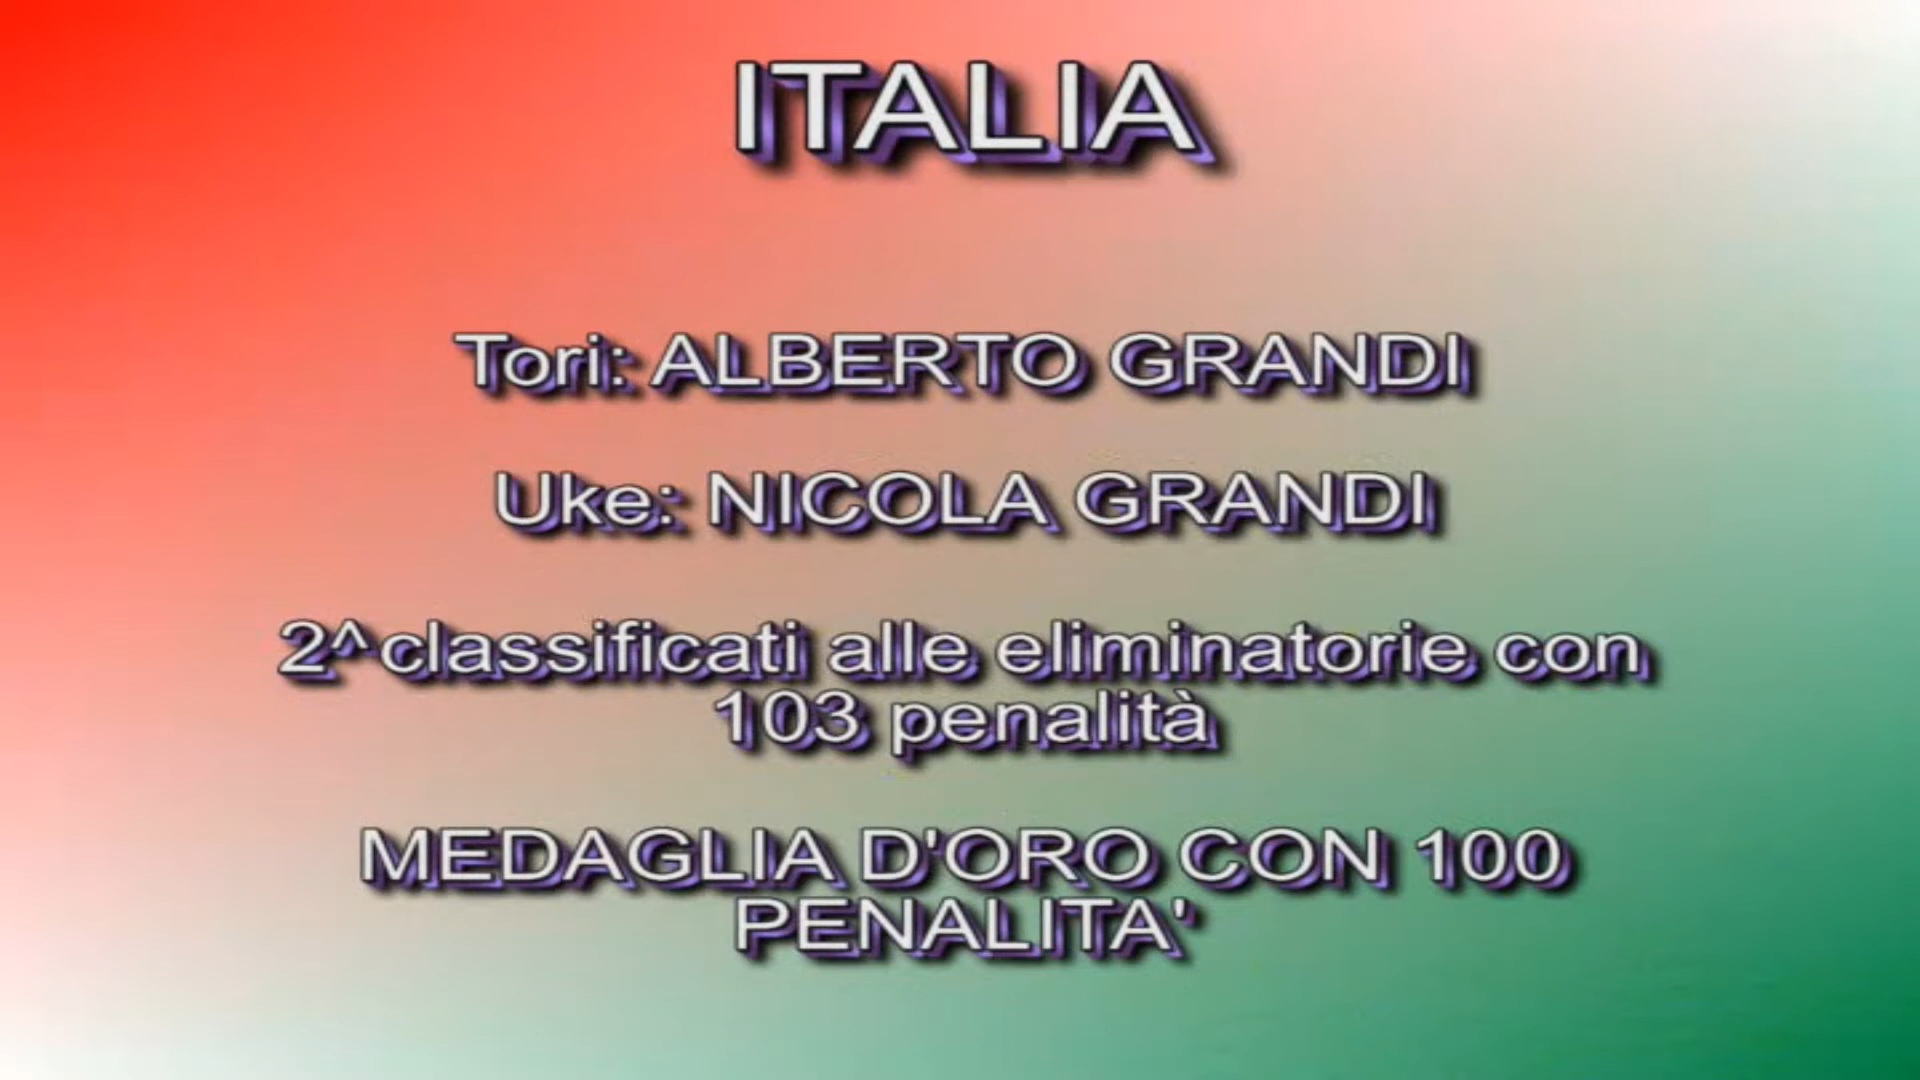 ITALIA
Tori: ALBERTO GRANDI
Uke: NICOLA GRANDI
2^classificati alle eliminatorie con
103 penalità
MEDAGLIA D'ORO CON 100
PENALITA'